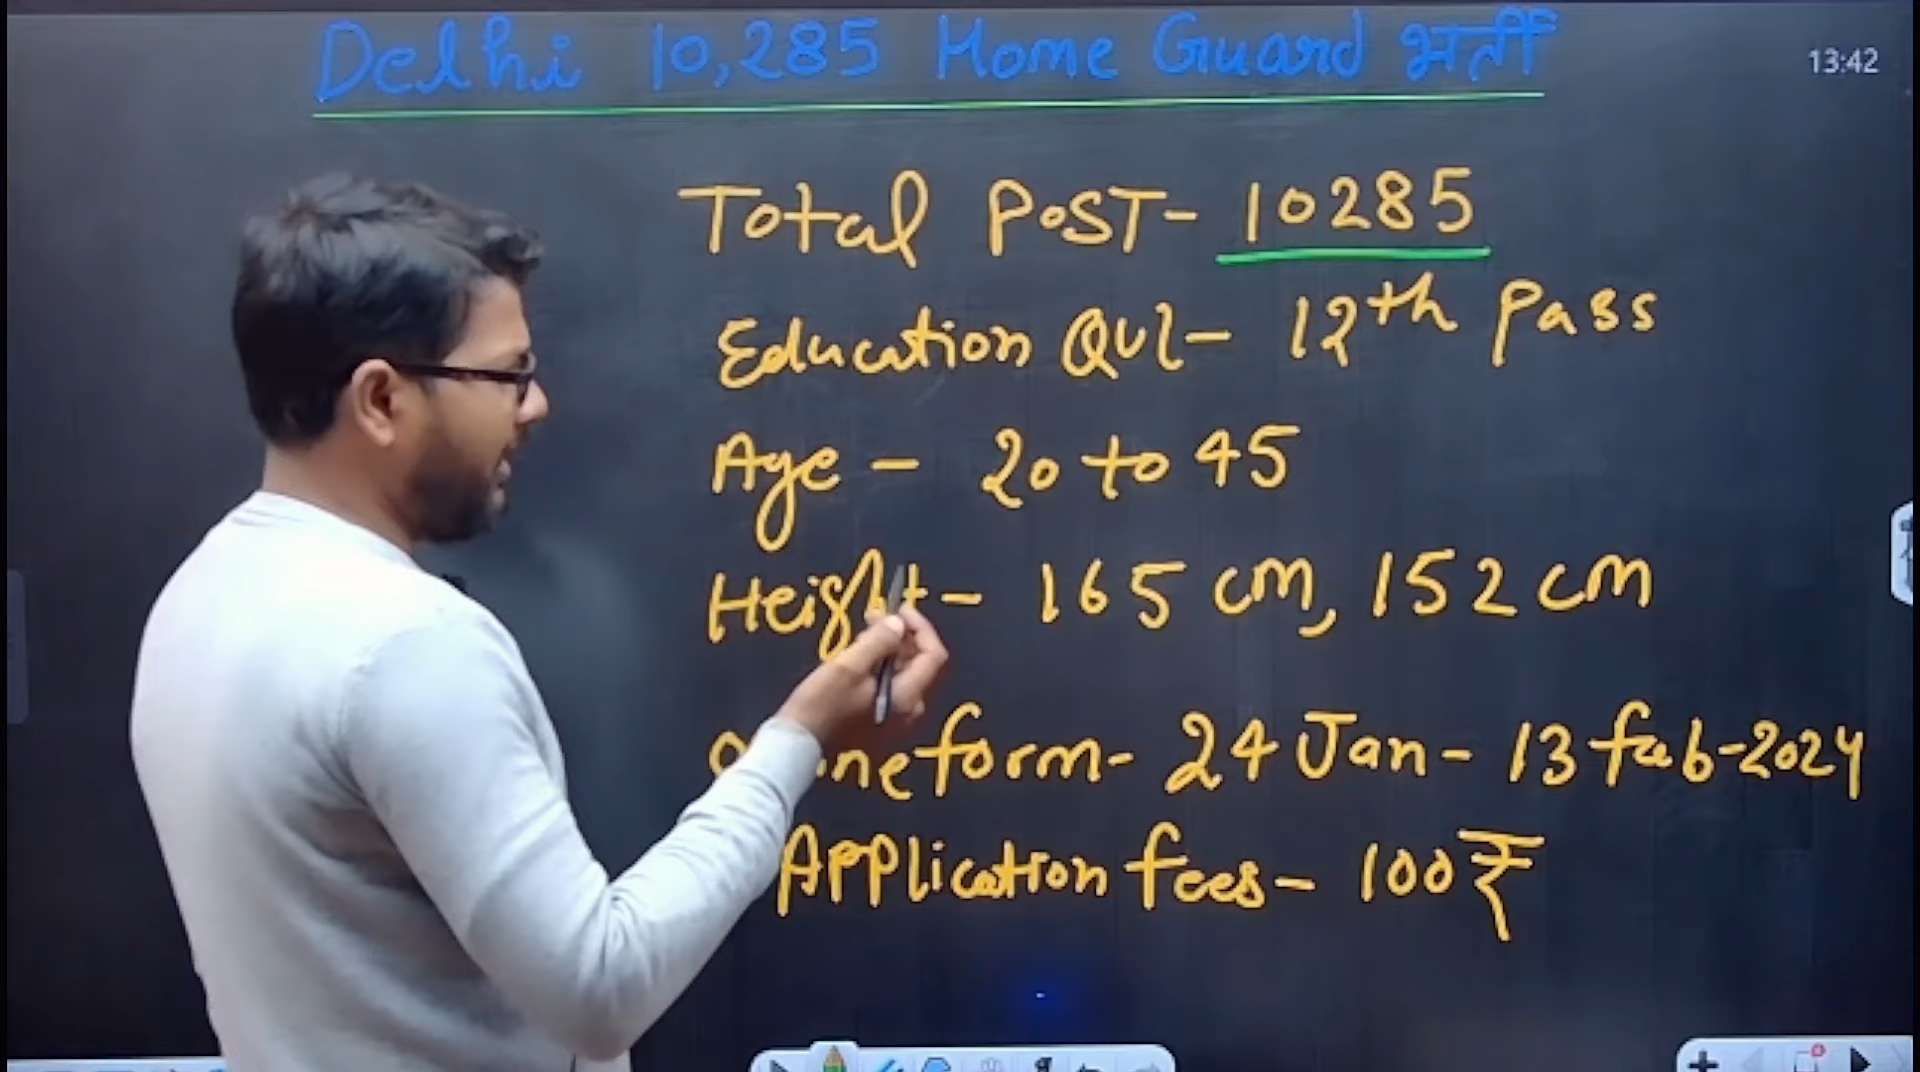 Delhi 10,285 Home Guard भर्ती
13:42
Total PoST- 10285
Education Qul- 12th Pass
Age - 20 to 45
Height - 165 cm, 152 cm
24 Jan - 13 feb-2024
Application fees - 100₹